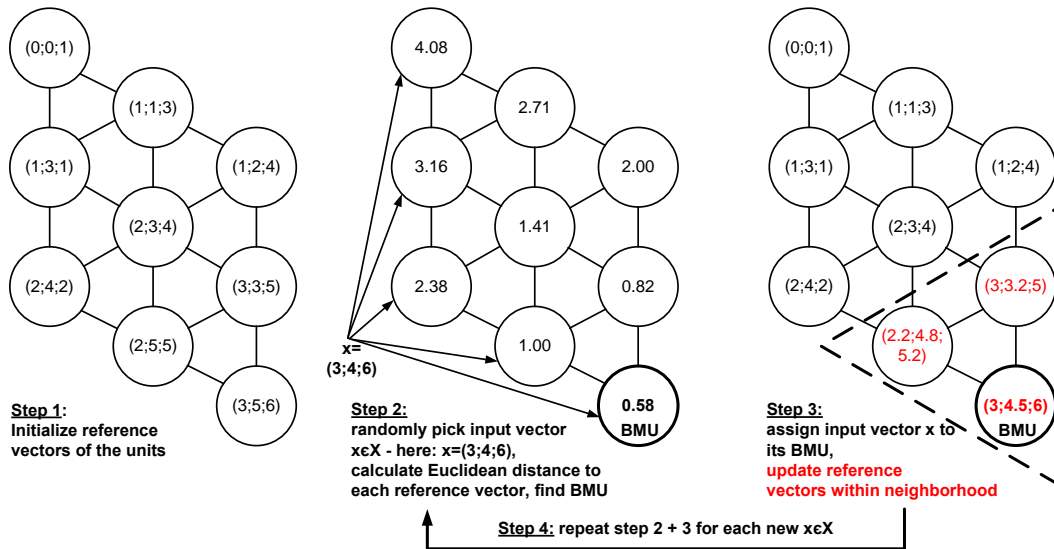 (0;0;1)
(1;1;3)
(1;3;1)
(1;2;4)
(2;3;4)
(2;4;2)
(3;3;5)
(2;5;5)
(3;5;6)
Step 1:
Initialize reference
vectors of the units
4.08
2.71
3.16
2.00
1.41
2.38
0.82
1.00
x=
(3;4;6)
0.58
BMU
Step 2:
randomly pick input vector
xεX - here: x=(3;4;6),
calculate Euclidean distance to
each reference vector, find BMU
(0;0;1)
(1;1;3)
(1;3;1)
(1;2;4)
(2;3;4)
(2;4;2)
(3;3.2;5)
(2.2;4.8;
5.2)
(3;4.5;6)
BMU
Step 3:
assign input vector x to
its BMU,
update reference
vectors within neighborhood
Step 4: repeat step 2 + 3 for each new xεX